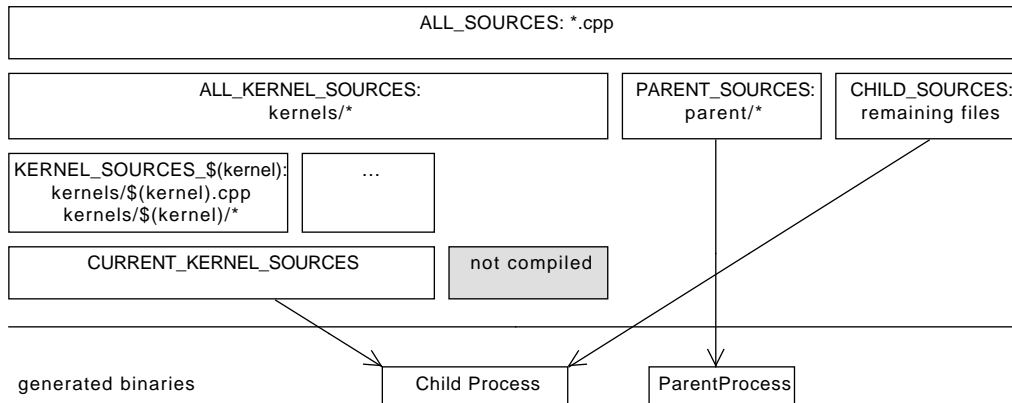 ALL_SOURCES: *.cpp
ALL_KERNEL_SOURCES:
kernels/*
PARENT_SOURCES:
parent/*
CHILD_SOURCES:
remaining files
KERNEL_SOURCES_$(kernel):
kernels/$(kernel).cpp
kernels/$(kernel)/*
...
CURRENT_KERNEL_SOURCES
not compiled
generated binaries
Child Process
ParentProcess